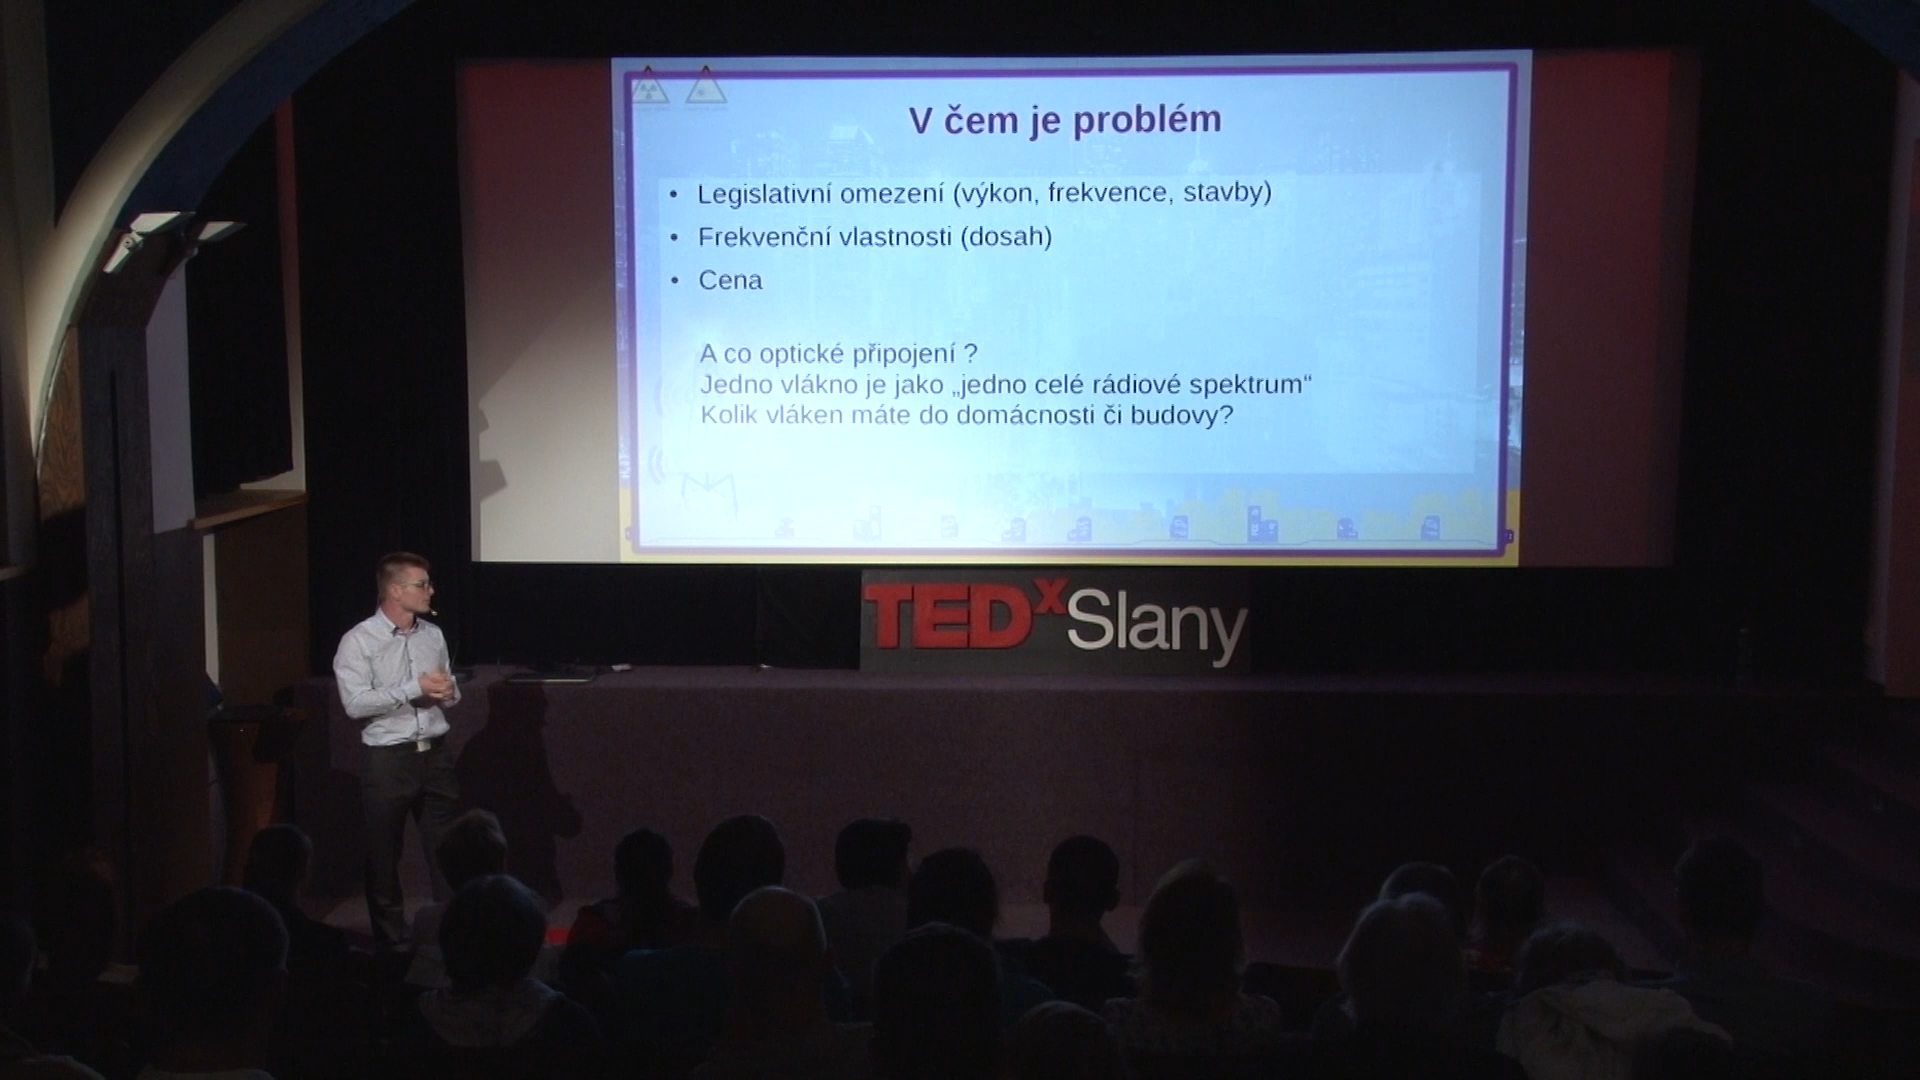 V čem je problém
• Legislativní omezení (výkon, frekvence, stavby)
• Frekvenční vlastnosti (dosah)
• Cena
A co optické připojení ?
Jedno vlákno je jako „jedno celé rádiové spektrum“
Kolik vláken máte do domácnosti či budovy?
TEDxSlany